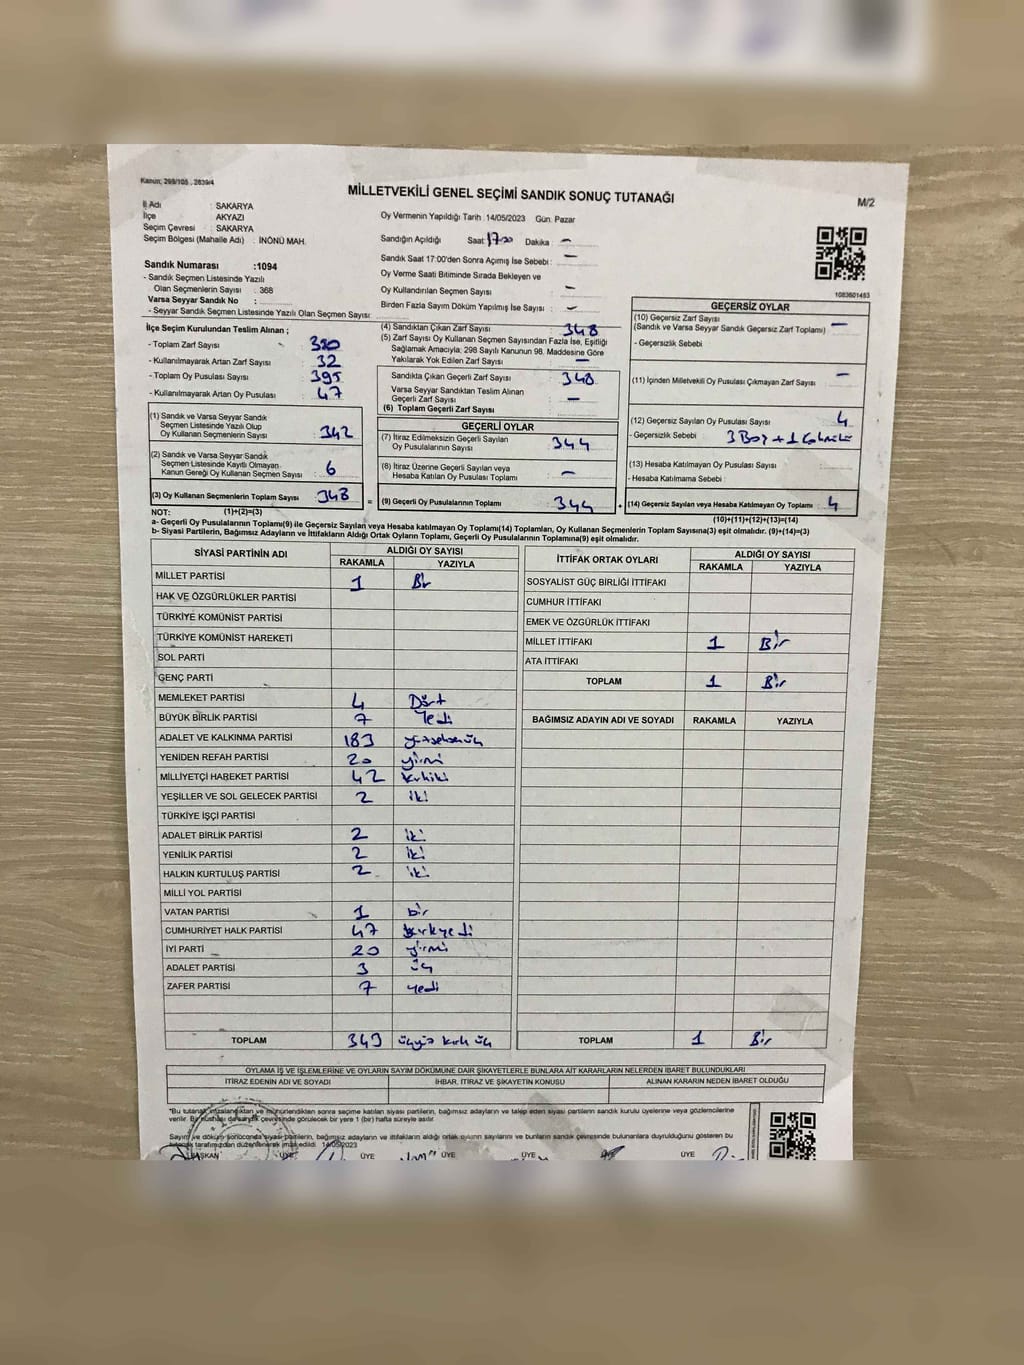 Kanun; 298/105 , 2839/4
MİLLETVEKİLİ GENEL SEÇİMİ SANDIK SONUÇ TUTANAĞI
M/2
İl Adı : SAKARYA
İlçe : AKYAZI
Seçim Çevresi : SAKARYA
Seçim Bölgesi (Mahalle Adı) : İNÖNÜ MAH.
Oy Vermenin Yapıldığı Tarih :14/05/2023 Gün: Pazar
Sandığın Açıldığı Saat: 17:20 Dakika : –
Sandık Saat 17:00'den Sonra Açımış İse Sebebi : –
Oy Verme Saati Bitiminde Sırada Bekleyen ve
Oy Kullandırılan Seçmen Sayısı –
Birden Fazla Sayım Döküm Yapılmış İse Sayısı : –
Sandık Numarası :1094
- Sandık Seçmen Listesinde Yazılı
Olan Seçmenlerin Sayısı : 368
Varsa Seyyar Sandık No :
- Seyyar Sandık Seçmen Listesinde Yazılı Olan Seçmen Sayısı:
1083601453
İlçe Seçim Kurulundan Teslim Alınan ;
- Toplam Zarf Sayısı : 380
- Kullanılmayarak Artan Zarf Sayısı : 32
- Toplam Oy Pusulası Sayısı : 395
- Kullanılmayarak Artan Oy Pusulası : 47
(1) Sandık ve Varsa Seyyar Sandık
Seçmen Listesinde Yazılı Olup
Oy Kullanan Seçmenlerin Sayısı : 342
(2) Sandık ve Varsa Seyyar Sandık
Seçmen Listesinde Kayıtlı Olmayan
Kanun Gereği Oy Kullanan Seçmen Sayısı : 6
(3) Oy Kullanan Seçmenlerin Toplam Sayısı : 348
(1)+(2)=(3)
(4) Sandıktan Çıkan Zarf Sayısı : 348
(5) Zarf Sayısı Oy Kullanan Seçmen Sayısından Fazla İse, Eşitliği
Sağlamak Amacıyla; 298 Sayılı Kanunun 98. Maddesine Göre
Yakılarak Yok Edilen Zarf Sayısı : –
Sandıkta Çıkan Geçerli Zarf Sayısı : 348
Varsa Seyyar Sandıktan Teslim Alınan
Geçerli Zarf Sayısı : –
(6) Toplam Geçerli Zarf Sayısı
GEÇERLİ OYLAR
(7) İtiraz Edilmeksizin Geçerli Sayılan
Oy Pusulalarının Sayısı : 344
(8) İtiraz Üzerine Geçerli Sayılan veya
Hesaba Katılan Oy Pusulası Toplamı : –
= (9) Geçerli Oy Pusulalarının Toplamı : 344
GEÇERSİZ OYLAR
(10) Geçersiz Zarf Sayısı
(Sandık ve Varsa Seyyar Sandık Geçersiz Zarf Toplamı) : –
- Geçersizlik Sebebi :
(11) İçinden Milletvekili Oy Pusulası Çıkmayan Zarf Sayısı : –
(12) Geçersiz Sayılan Oy Pusulası Sayısı : 4
- Geçersizlik Sebebi : 3 Boş + 1
(13) Hesaba Katılmayan Oy Pusulası Sayısı :
- Hesaba Katılmama Sebebi :
+ (14) Geçersiz Sayılan veya Hesaba Katılmayan Oy Toplamı : 4
(10)+(11)+(12)+(13)=(14)
NOT:
a- Geçerli Oy Pusulalarının Toplamı(9) ile Geçersiz Sayılan veya Hesaba katılmayan Oy Toplamı(14) Toplamları, Oy Kullanan Seçmenlerin Toplam Sayısına(3) eşit olmalıdır. (9)+(14)=(3)
b- Siyasi Partilerin, Bağımsız Adayların ve İttifakların Aldığı Ortak Oyların Toplamı, Geçerli Oy Pusulalarının Toplamına(9) eşit olmalıdır.
SİYASİ PARTİNİN ADI ALDIĞI OY SAYISI
RAKAMLA YAZIYLA
MİLLET PARTİSİ 1 Bir
HAK VE ÖZGÜRLÜKLER PARTİSİ
TÜRKİYE KOMÜNİST PARTİSİ
TÜRKİYE KOMÜNİST HAREKETİ
SOL PARTİ
GENÇ PARTİ
MEMLEKET PARTİSİ 4 Dört
BÜYÜK BİRLİK PARTİSİ 7 Yedi
ADALET VE KALKINMA PARTİSİ 183 yüzseksenüç
YENİDEN REFAH PARTİSİ 20 yirmi
MİLLİYETÇİ HAREKET PARTİSİ 42 kırkiki
YEŞİLLER VE SOL GELECEK PARTİSİ 2 iki
TÜRKİYE İŞÇİ PARTİSİ
ADALET BİRLİK PARTİSİ 2 iki
YENİLİK PARTİSİ 2 iki
HALKIN KURTULUŞ PARTİSİ 2 iki
MİLLİ YOL PARTİSİ
VATAN PARTİSİ 1 bir
CUMHURİYET HALK PARTİSİ 47 kırkyedi
İYİ PARTİ 20 yirmi
ADALET PARTİSİ 3 üç
ZAFER PARTİSİ 7 yedi
TOPLAM 343 üçyüz kırk üç
İTTİFAK ORTAK OYLARI ALDIĞI OY SAYISI
RAKAMLA YAZIYLA
SOSYALİST GÜÇ BİRLİĞİ İTTİFAKI
CUMHUR İTTİFAKI
EMEK VE ÖZGÜRLÜK İTTİFAKI
MİLLET İTTİFAKI 1 Bir
ATA İTTİFAKI
TOPLAM 1 Bir
BAĞIMSIZ ADAYIN ADI VE SOYADI RAKAMLA YAZIYLA
TOPLAM 1 Bir
OYLAMA İŞ VE İŞLEMLERİNE VE OYLARIN SAYIM DÖKÜMÜNE DAİR ŞİKAYETLERLE BUNLARA AİT KARARLARIN NELERDEN İBARET BULUNDUKLARI
İTİRAZ EDENİN ADI VE SOYADI İHBAR, İTİRAZ VE ŞİKAYETİN KONUSU ALINAN KARARIN NEDEN İBARET OLDUĞU
*Bu tutanak imzalandıktan ve mühürlendikten sonra seçime katılan siyasi partilerin, bağımsız adayların ve talep eden siyasi partilerin sandık kurulu üyelerine veya gözlemcilerine
verilir. Bir nüshası da sandık çevresinde görülecek bir yere 1 (bir) hafta süreyle asılır.
Sayım ve döküm sonucunda siyasi partilerin, bağımsız adayların ve ittifakların aldığı ortak oyların sayılarını ve bunların sandık çevresinde bulunanlara duyrulduğunu gösteren bu
tutanak tarafımızdan düzenlenerek imza edildi. 14/05/2023
BAŞKAN ÜYE ÜYE ÜYE ÜYE ÜYE